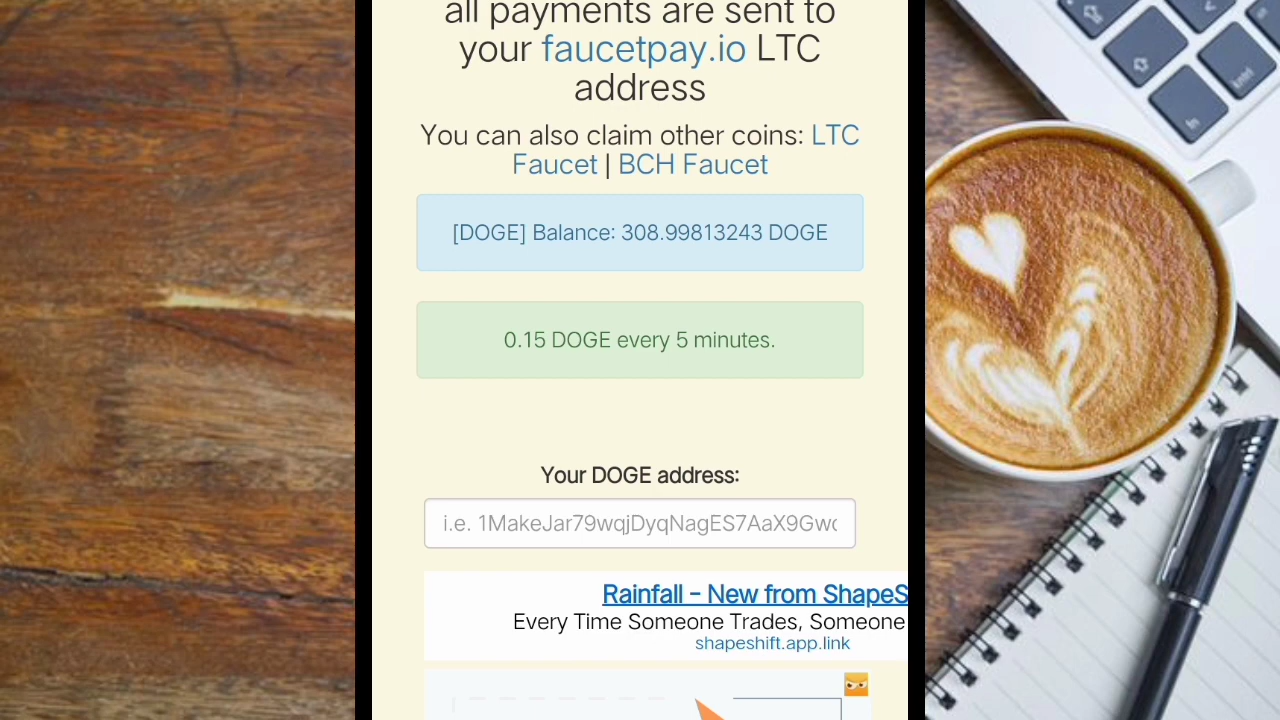 all payments are sent to
your faucetpay.io LTC
address
You can also claim other coins: LTC
Faucet | BCH Faucet
[DOGE] Balance: 308.99813243 DOGE
0.15 DOGE every 5 minutes.
Your DOGE address:
i.e. 1MakeJar79wqjDyqNagES7AaX9Gwc
Rainfall - New from ShapeS
Every Time Someone Trades, Someone
shapeshift.app.link
fn